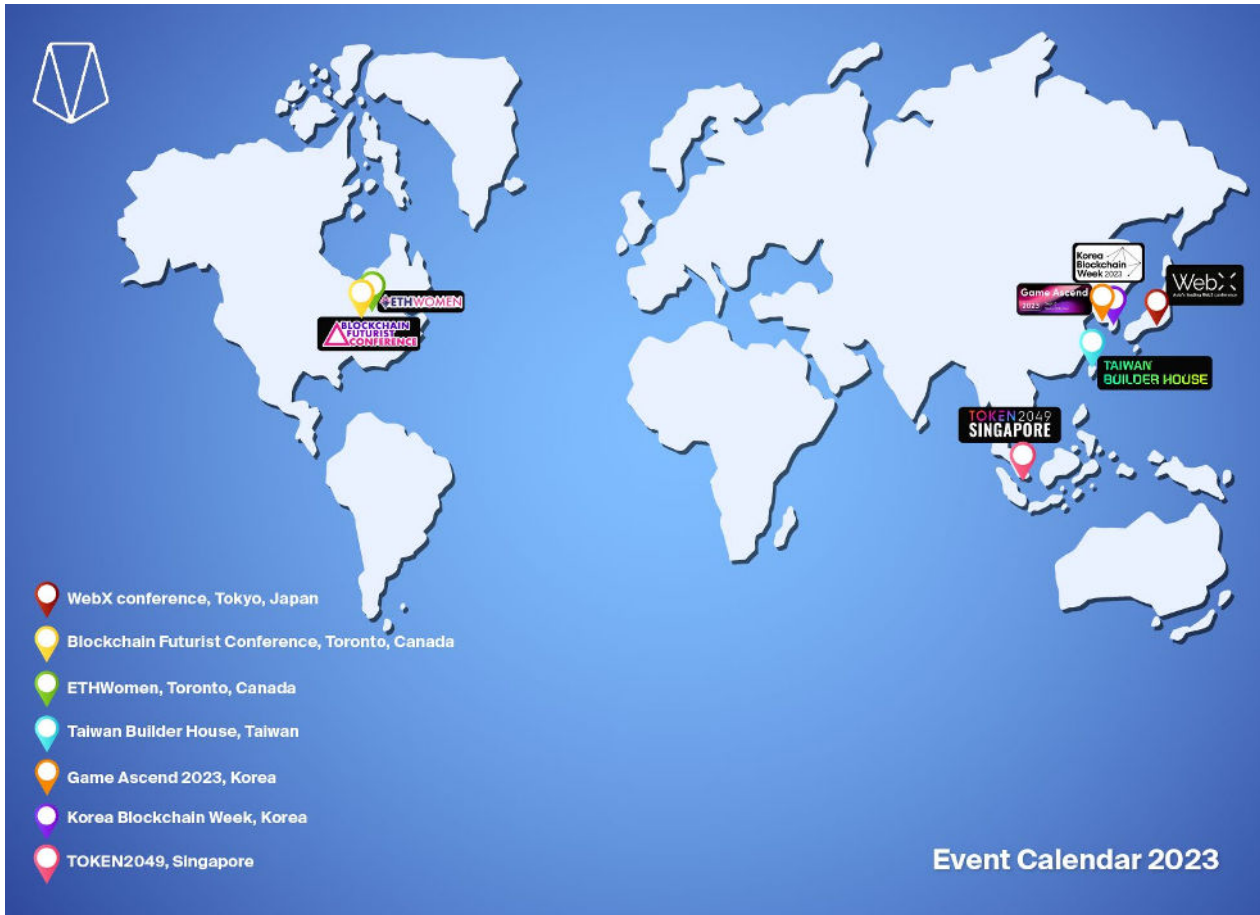 Korea
Blockchain
Week 2023
WebX
Game Ascend
2023
ETHWOMEN
BLOCKCHAIN
FUTURIST
CONFERENCE
TAIWAN
BUILDER HOUSE
TOKEN2049
SINGAPORE
WebX conference, Tokyo, Japan
Blockchain Futurist Conference, Toronto, Canada
ETHWomen, Toronto, Canada
Taiwan Builder House, Taiwan
Game Ascend 2023, Korea
Korea Blockchain Week, Korea
TOKEN2049, Singapore
Event Calendar 2023